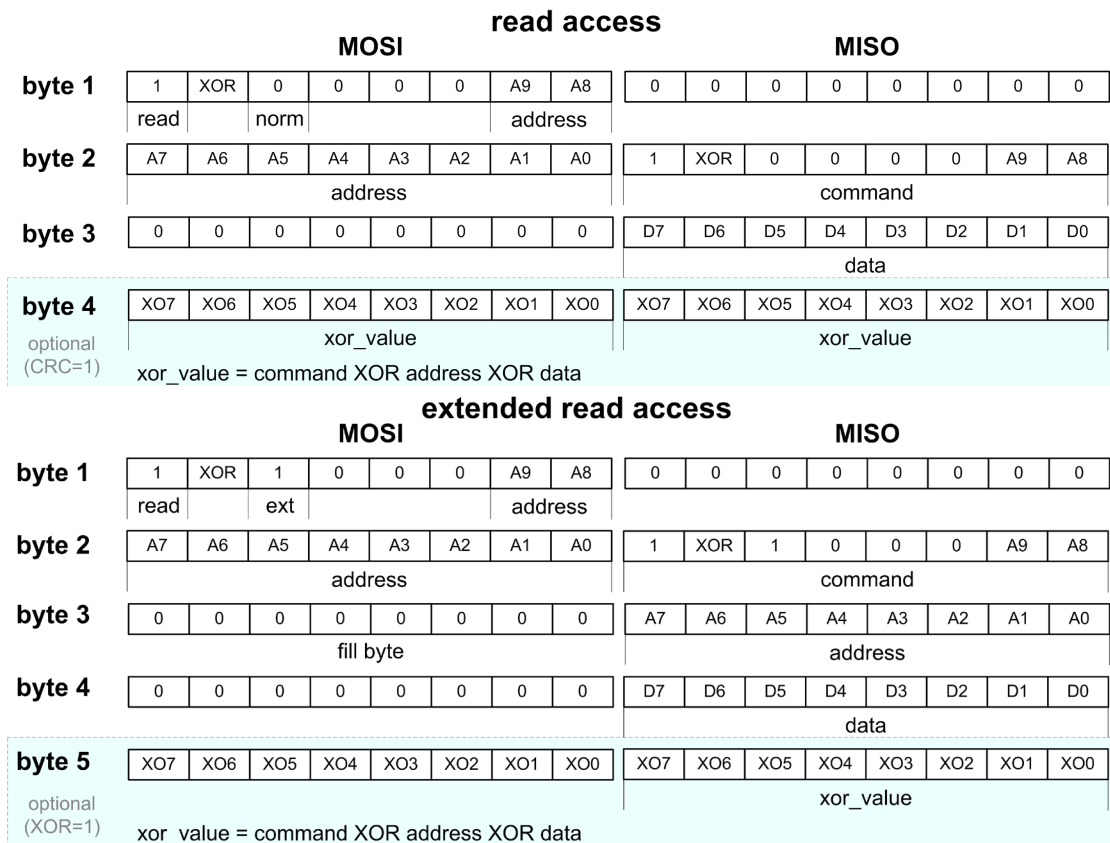 read access
MOSI MISO
byte 1 1 XOR 0 0 0 0 A9 A8 0 0 0 0 0 0 0 0
read norm address
byte 2 A7 A6 A5 A4 A3 A2 A1 A0 1 XOR 0 0 0 0 A9 A8
address command
byte 3 0 0 0 0 0 0 0 0 D7 D6 D5 D4 D3 D2 D1 D0
data
byte 4 XO7 XO6 XO5 XO4 XO3 XO2 XO1 XO0 XO7 XO6 XO5 XO4 XO3 XO2 XO1 XO0
optional xor_value xor_value
(CRC=1) xor_value = command XOR address XOR data
extended read access
MOSI MISO
byte 1 1 XOR 1 0 0 0 A9 A8 0 0 0 0 0 0 0 0
read ext address
byte 2 A7 A6 A5 A4 A3 A2 A1 A0 1 XOR 1 0 0 0 A9 A8
address command
byte 3 0 0 0 0 0 0 0 0 A7 A6 A5 A4 A3 A2 A1 A0
fill byte address
byte 4 0 0 0 0 0 0 0 0 D7 D6 D5 D4 D3 D2 D1 D0
data
byte 5 XO7 XO6 XO5 XO4 XO3 XO2 XO1 XO0 XO7 XO6 XO5 XO4 XO3 XO2 XO1 XO0
optional xor_value
(XOR=1) xor_value = command XOR address XOR data